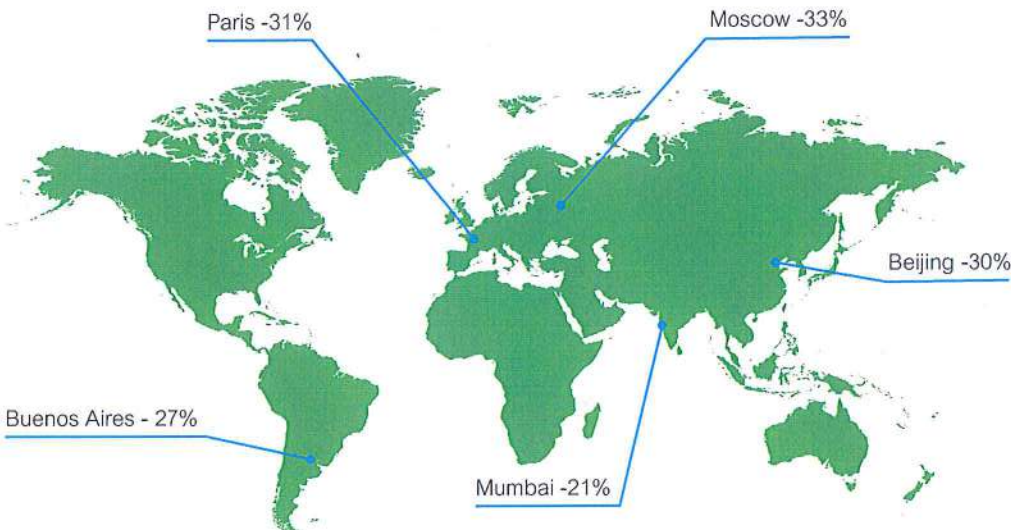 Paris -31%
Moscow -33%
Beijing -30%
Buenos Aires - 27%
Mumbai -21%